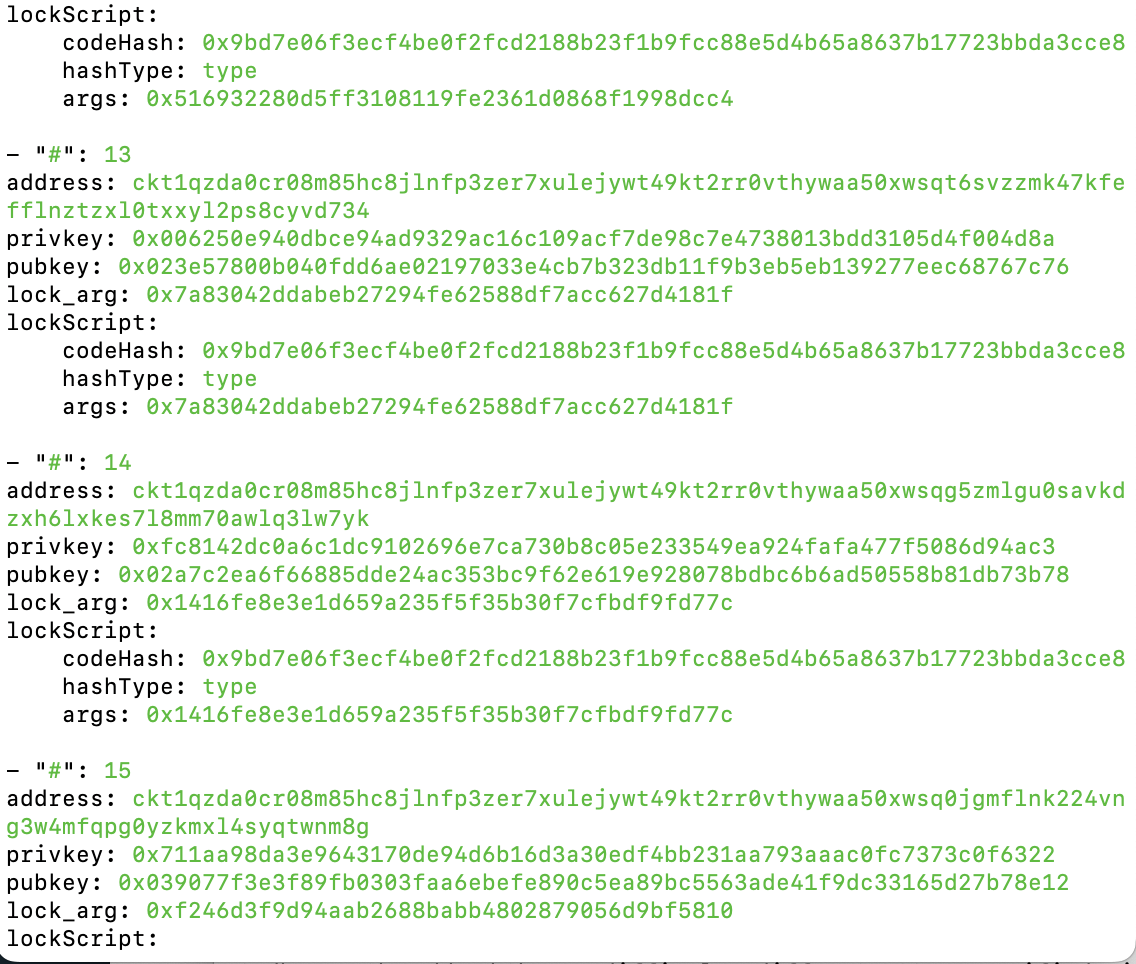 lockScript:
    codeHash: 0x9bd7e06f3ecf4be0f2fcd2188b23f1b9fcc88e5d4b65a8637b17723bbda3cce8
    hashType: type
    args: 0x516932280d5ff3108119fe2361d0868f1998dcc4

- "#": 13
address: ckt1qzda0cr08m85hc8jlnfp3zer7xulejywt49kt2rr0vthywaa50xwsqt6svzzmk47kfe
fflnztzxl0txxyl2ps8cyvd734
privkey: 0x006250e940dbce94ad9329ac16c109acf7de98c7e4738013bdd3105d4f004d8a
pubkey: 0x023e57800b040fdd6ae02197033e4cb7b323db11f9b3eb5eb139277eec68767c76
lock_arg: 0x7a83042ddabeb27294fe62588df7acc627d4181f
lockScript:
    codeHash: 0x9bd7e06f3ecf4be0f2fcd2188b23f1b9fcc88e5d4b65a8637b17723bbda3cce8
    hashType: type
    args: 0x7a83042ddabeb27294fe62588df7acc627d4181f

- "#": 14
address: ckt1qzda0cr08m85hc8jlnfp3zer7xulejywt49kt2rr0vthywaa50xwsqg5zmlgu0savkd
zxh6lxkes7l8mm70awlq3lw7yk
privkey: 0xfc8142dc0a6c1dc9102696e7ca730b8c05e233549ea924fafa477f5086d94ac3
pubkey: 0x02a7c2ea6f66885dde24ac353bc9f62e619e928078bdbc6b6ad50558b81db73b78
lock_arg: 0x1416fe8e3e1d659a235f5f35b30f7cfbdf9fd77c
lockScript:
    codeHash: 0x9bd7e06f3ecf4be0f2fcd2188b23f1b9fcc88e5d4b65a8637b17723bbda3cce8
    hashType: type
    args: 0x1416fe8e3e1d659a235f5f35b30f7cfbdf9fd77c

- "#": 15
address: ckt1qzda0cr08m85hc8jlnfp3zer7xulejywt49kt2rr0vthywaa50xwsq0jgmflnk224vn
g3w4mfqpg0yzkmxl4syqtwnm8g
privkey: 0x711aa98da3e9643170de94d6b16d3a30edf4bb231aa793aaac0fc7373c0f6322
pubkey: 0x039077f3e3f89fb0303faa6ebefe890c5ea89bc5563ade41f9dc33165d27b78e12
lock_arg: 0xf246d3f9d94aab2688babb4802879056d9bf5810
lockScript: